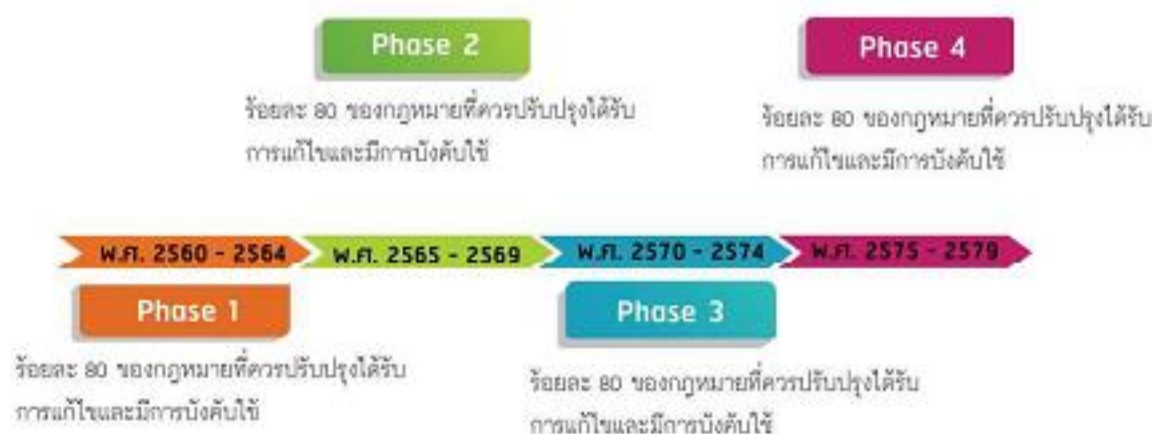 Phase 2
ร้อยละ 80 ของกฎหมายที่ควรปรับปรุงได้รับ
การแก้ไขและมีการบังคับใช้
Phase 4
ร้อยละ 80 ของกฎหมายที่ควรปรับปรุงได้รับ
การแก้ไขและมีการบังคับใช้
พ.ศ. 2560 - 2564
พ.ศ. 2565 - 2569
พ.ศ. 2570 - 2574
พ.ศ. 2575 - 2579
Phase 1
ร้อยละ 80 ของกฎหมายที่ควรปรับปรุงได้รับ
การแก้ไขและมีการบังคับใช้
Phase 3
ร้อยละ 80 ของกฎหมายที่ควรปรับปรุงได้รับ
การแก้ไขและมีการบังคับใช้